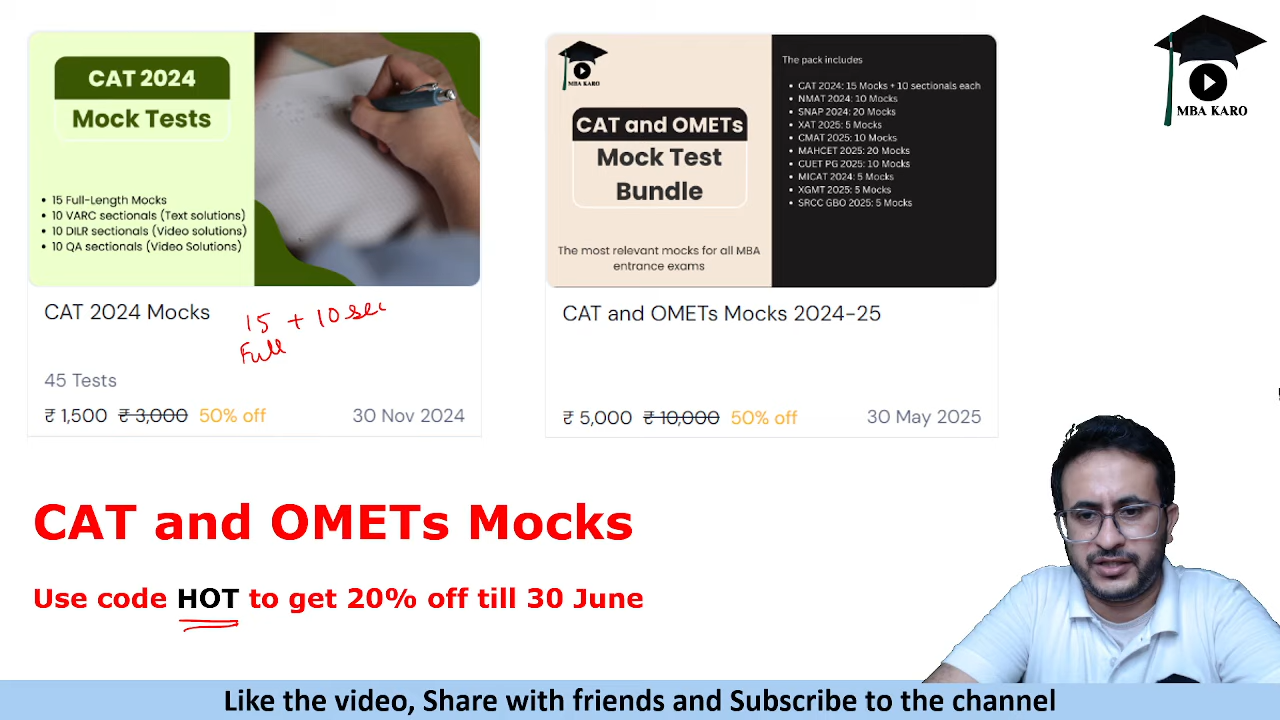 CAT 2024
Mock Tests
• 15 Full-Length Mocks
• 10 VARC sectionals (Text solutions)
• 10 DILR sectionals (Video solutions)
• 10 QA sectionals (Video Solutions)
CAT 2024 Mocks
15 + 10 sec
Full
45 Tests
₹ 1,500 ₹ 3,000 50% off 30 Nov 2024
MBA KARO
CAT and OMETs
Mock Test
Bundle
The most relevant mocks for all MBA
entrance exams
The pack includes
• CAT 2024: 15 Mocks + 10 sectionals each
• NMAT 2024: 10 Mocks
• SNAP 2024: 20 Mocks
• XAT 2025: 5 Mocks
• CMAT 2025: 10 Mocks
• MAHCET 2025: 20 Mocks
• CUET PG 2025: 10 Mocks
• MICAT 2024: 5 Mocks
• XGMT 2025: 5 Mocks
• SRCC GBO 2025: 5 Mocks
CAT and OMETs Mocks 2024-25
₹ 5,000 ₹ 10,000 50% off 30 May 2025
MBA KARO
CAT and OMETs Mocks
Use code HOT to get 20% off till 30 June
Like the video, Share with friends and Subscribe to the channel